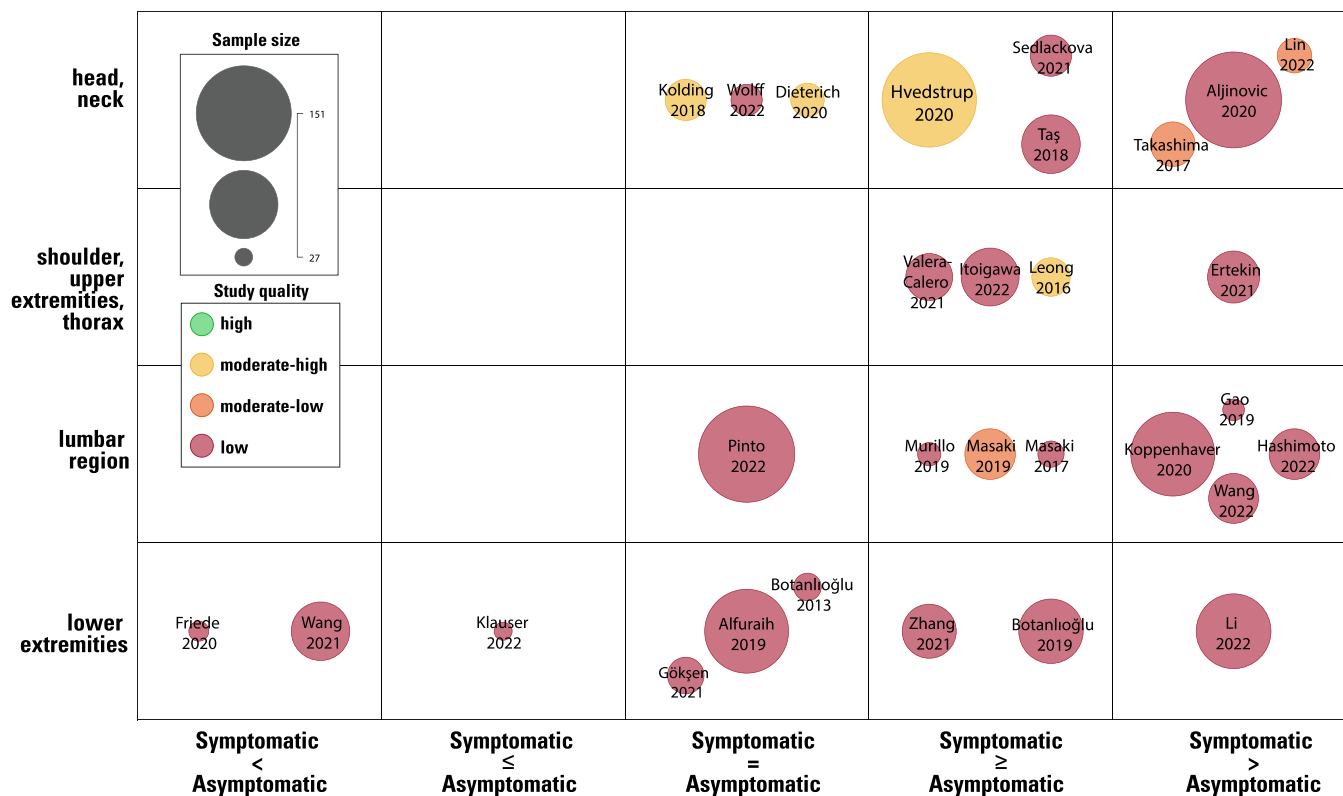 Sample size
151
27
Study quality
high
moderate-high
moderate-low
low
head,
neck
Kolding
2018
Wolff
2022
Dieterich
2020
Hvedstrup
2020
Sedlackova
2021
Taş
2018
Lin
2022
Aljinovic
2020
Takashima
2017
shoulder,
upper
extremities,
thorax
Valera-
Calero
2021
Itoigawa
2022
Leong
2016
Ertekin
2021
lumbar
region
Pinto
2022
Murillo
2019
Masaki
2019
Masaki
2017
Gao
2019
Koppenhaver
2020
Hashimoto
2022
Wang
2022
lower
extremities
Friede
2020
Wang
2021
Klauser
2022
Botanlıoğlu
2013
Alfuraih
2019
Gökşen
2021
Zhang
2021
Botanlıoğlu
2019
Li
2022
Symptomatic
<
Asymptomatic
Symptomatic
≤
Asymptomatic
Symptomatic
=
Asymptomatic
Symptomatic
≥
Asymptomatic
Symptomatic
>
Asymptomatic